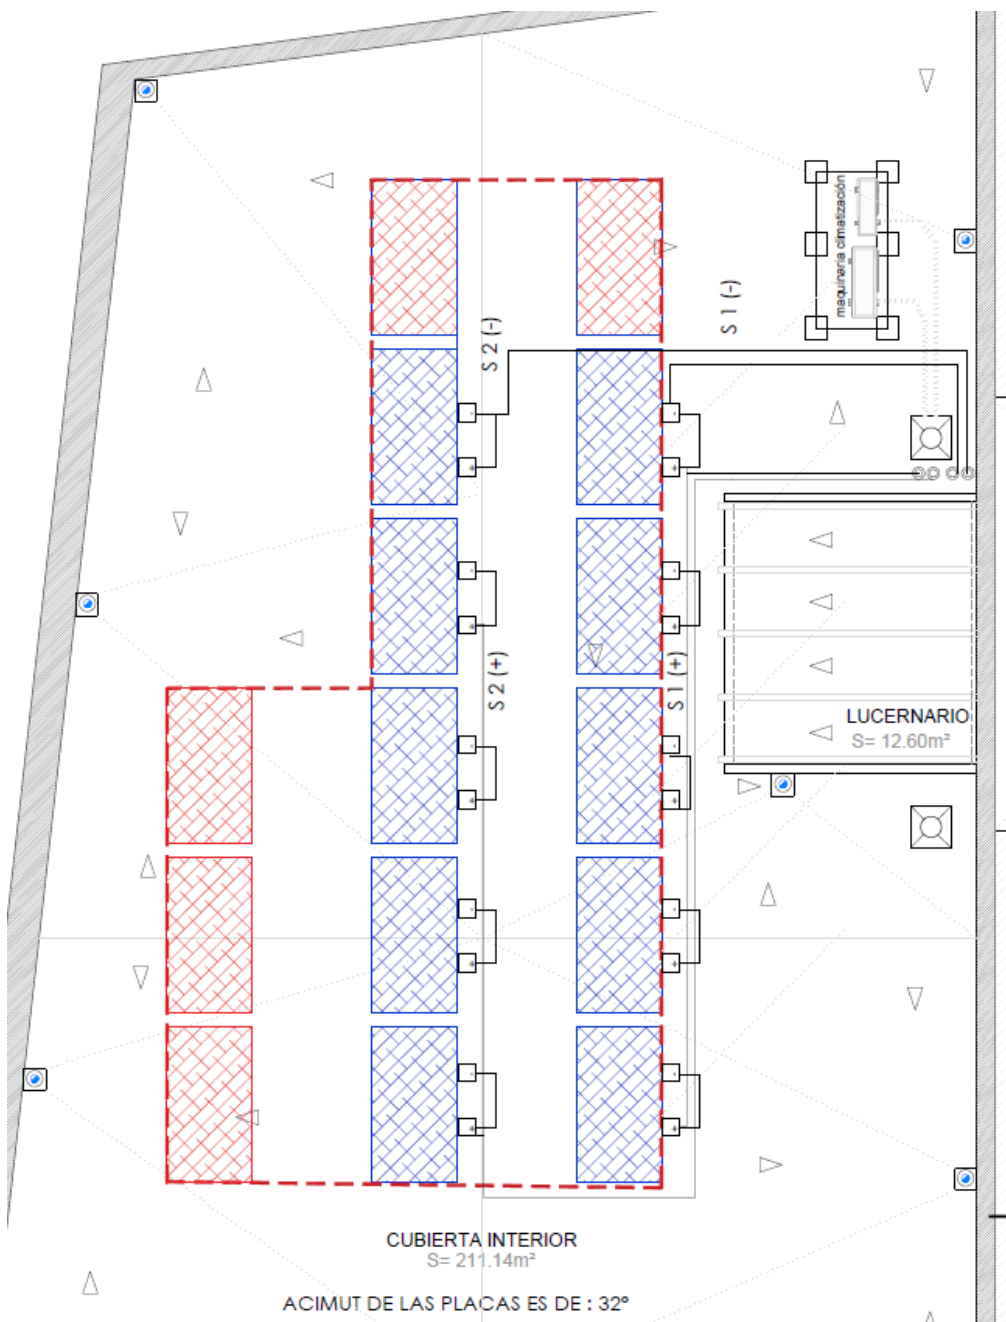 maquinaria climatización
S 1 (-)
S 2 (-)
S 2 (+)
S 1 (+)
LUCERNARIO
S= 12.60m²
CUBIERTA INTERIOR
S= 211.14m²
ACIMUT DE LAS PLACAS ES DE : 32º